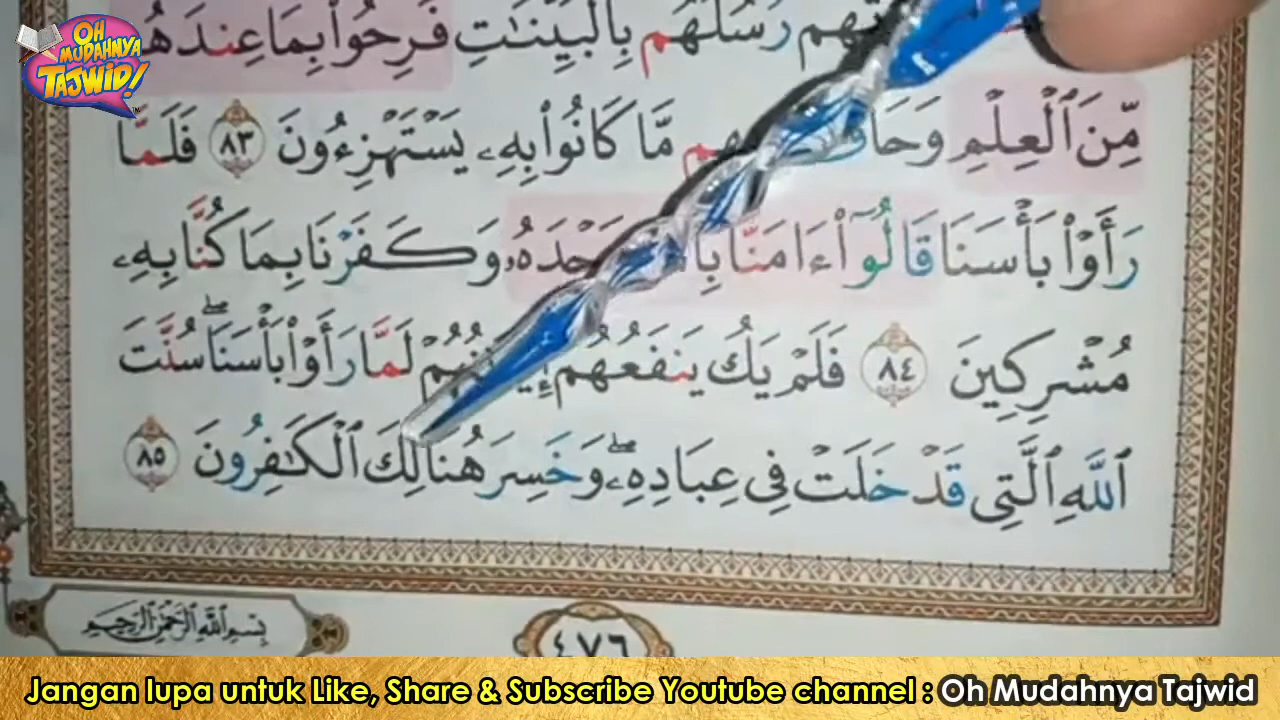 OH
MUDAHNYA
TAJWID!
رُسُلُهُم بِٱلْبَيِّنَٰتِ فَرِحُوا۟ بِمَا عِندَهُ
مِّنَ ٱلْعِلْمِ وَحَاقَ بِهِم مَّا كَانُوا۟ بِهِۦ يَسْتَهْزِءُونَ ٨٣ فَلَمَّا
رَأَوْا۟ بَأْسَنَا قَالُوٓا۟ ءَامَنَّا بِٱللَّهِ وَحْدَهُۥ وَكَفَرْنَا بِمَا كُنَّا بِهِۦ
مُشْرِكِينَ ٨٤ فَلَمْ يَكُ يَنفَعُهُمْ إِيمَٰنُهُمْ لَمَّا رَأَوْا۟ بَأْسَنَا ۖ سُنَّتَ
ٱللَّهِ ٱلَّتِى قَدْ خَلَتْ فِى عِبَادِهِۦ ۖ وَخَسِرَ هُنَالِكَ ٱلْكَٰفِرُونَ ٨٥
بِسْمِ ٱللَّهِ ٱلرَّحْمَٰنِ ٱلرَّحِيمِ
٤٧٦
Jangan lupa untuk Like, Share & Subscribe Youtube channel : Oh Mudahnya Tajwid